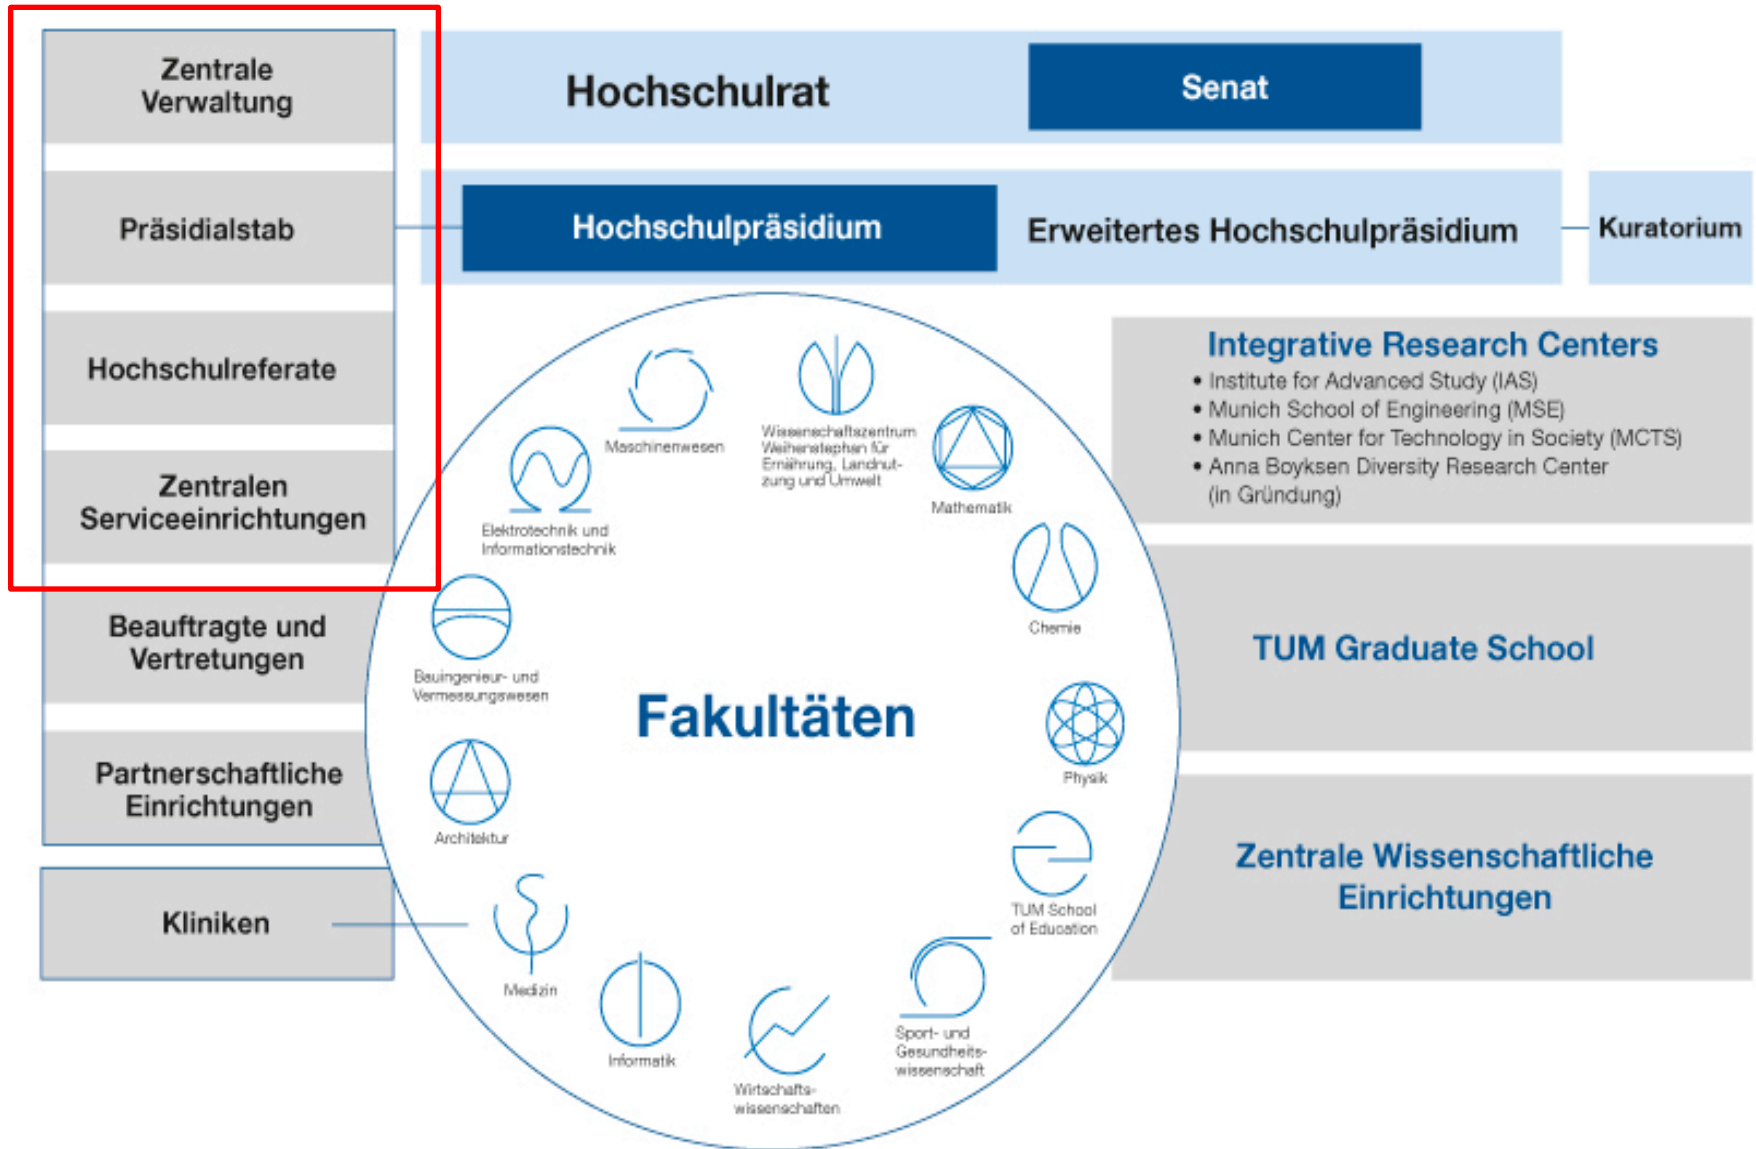 Zentrale
Verwaltung
Hochschulrat
Senat
Präsidialstab
Hochschulpräsidium
Erweitertes Hochschulpräsidium
Kuratorium
Hochschulreferate
Zentralen
Serviceeinrichtungen
Beauftragte und
Vertretungen
Partnerschaftliche
Einrichtungen
Kliniken
Maschinenwesen
Wissenschaftszentrum
Weihenstephan für
Ernährung, Landnut-
zung und Umwelt
Mathematik
Elektrotechnik und
Informationstechnik
Chemie
Bauingenieur- und
Vermessungswesen
Fakultäten
Physik
Architektur
TUM School
of Education
Medizin
Informatik
Sport- und
Gesundheits-
wissenschaft
Wirtschafts-
wissenschaften
Integrative Research Centers
• Institute for Advanced Study (IAS)
• Munich School of Engineering (MSE)
• Munich Center for Technology in Society (MCTS)
• Anna Boyksen Diversity Research Center
(in Gründung)
TUM Graduate School
Zentrale Wissenschaftliche
Einrichtungen